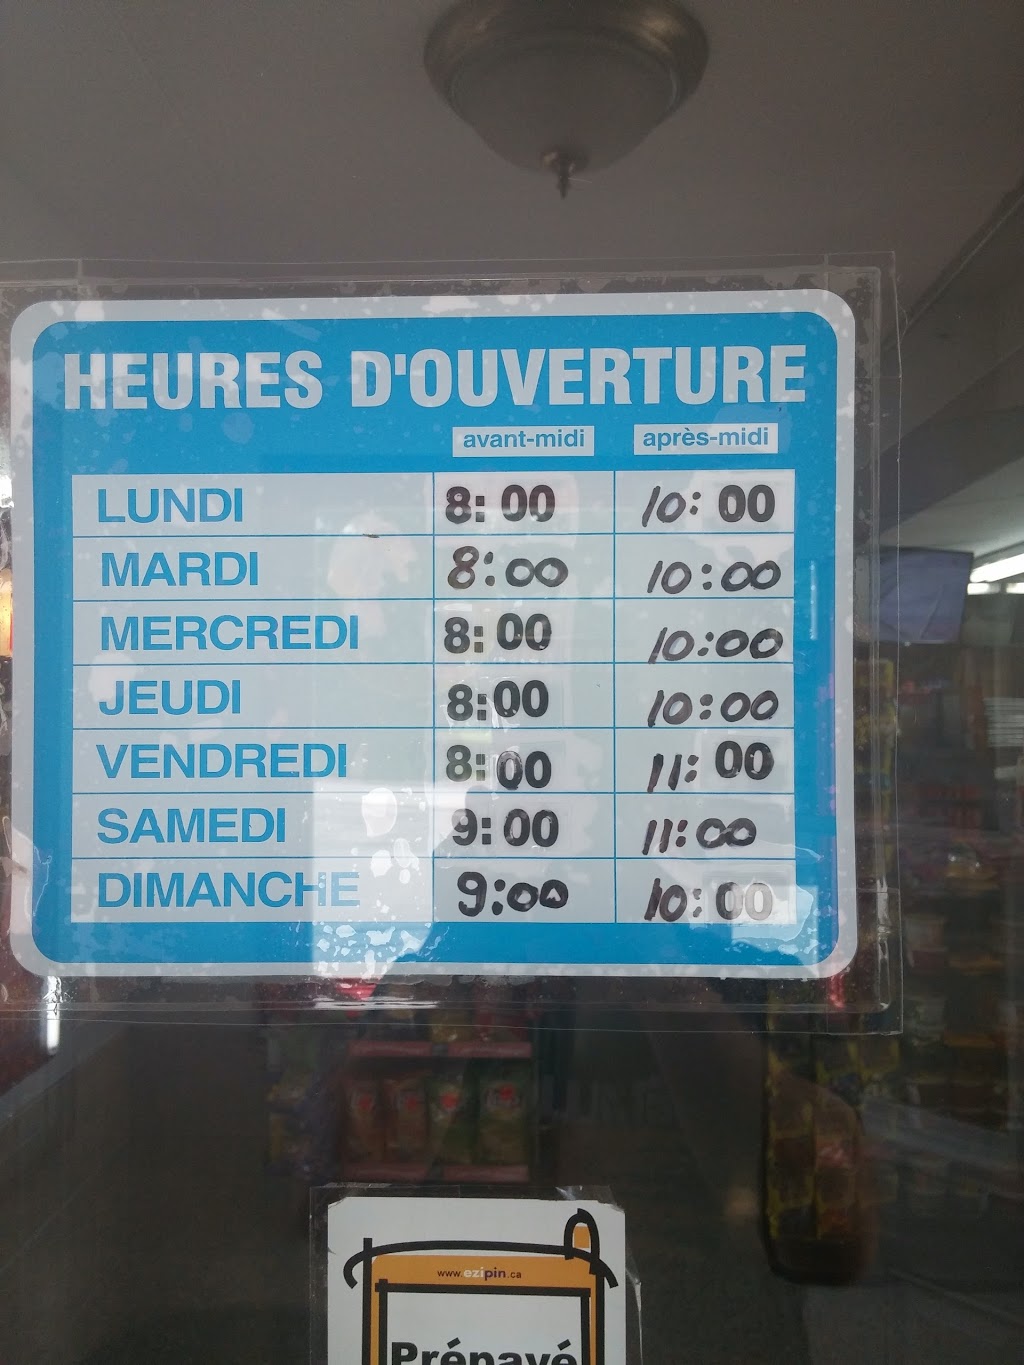 HEURES D'OUVERTURE
avant-midi après-midi
LUNDI 8:00 10:00
MARDI 8:00 10:00
MERCREDI 8:00 10:00
JEUDI 8:00 10:00
VENDREDI 8:00 11:00
SAMEDI 9:00 11:00
DIMANCHE 9:00 10:00
www.ezipin.ca
Prépayé